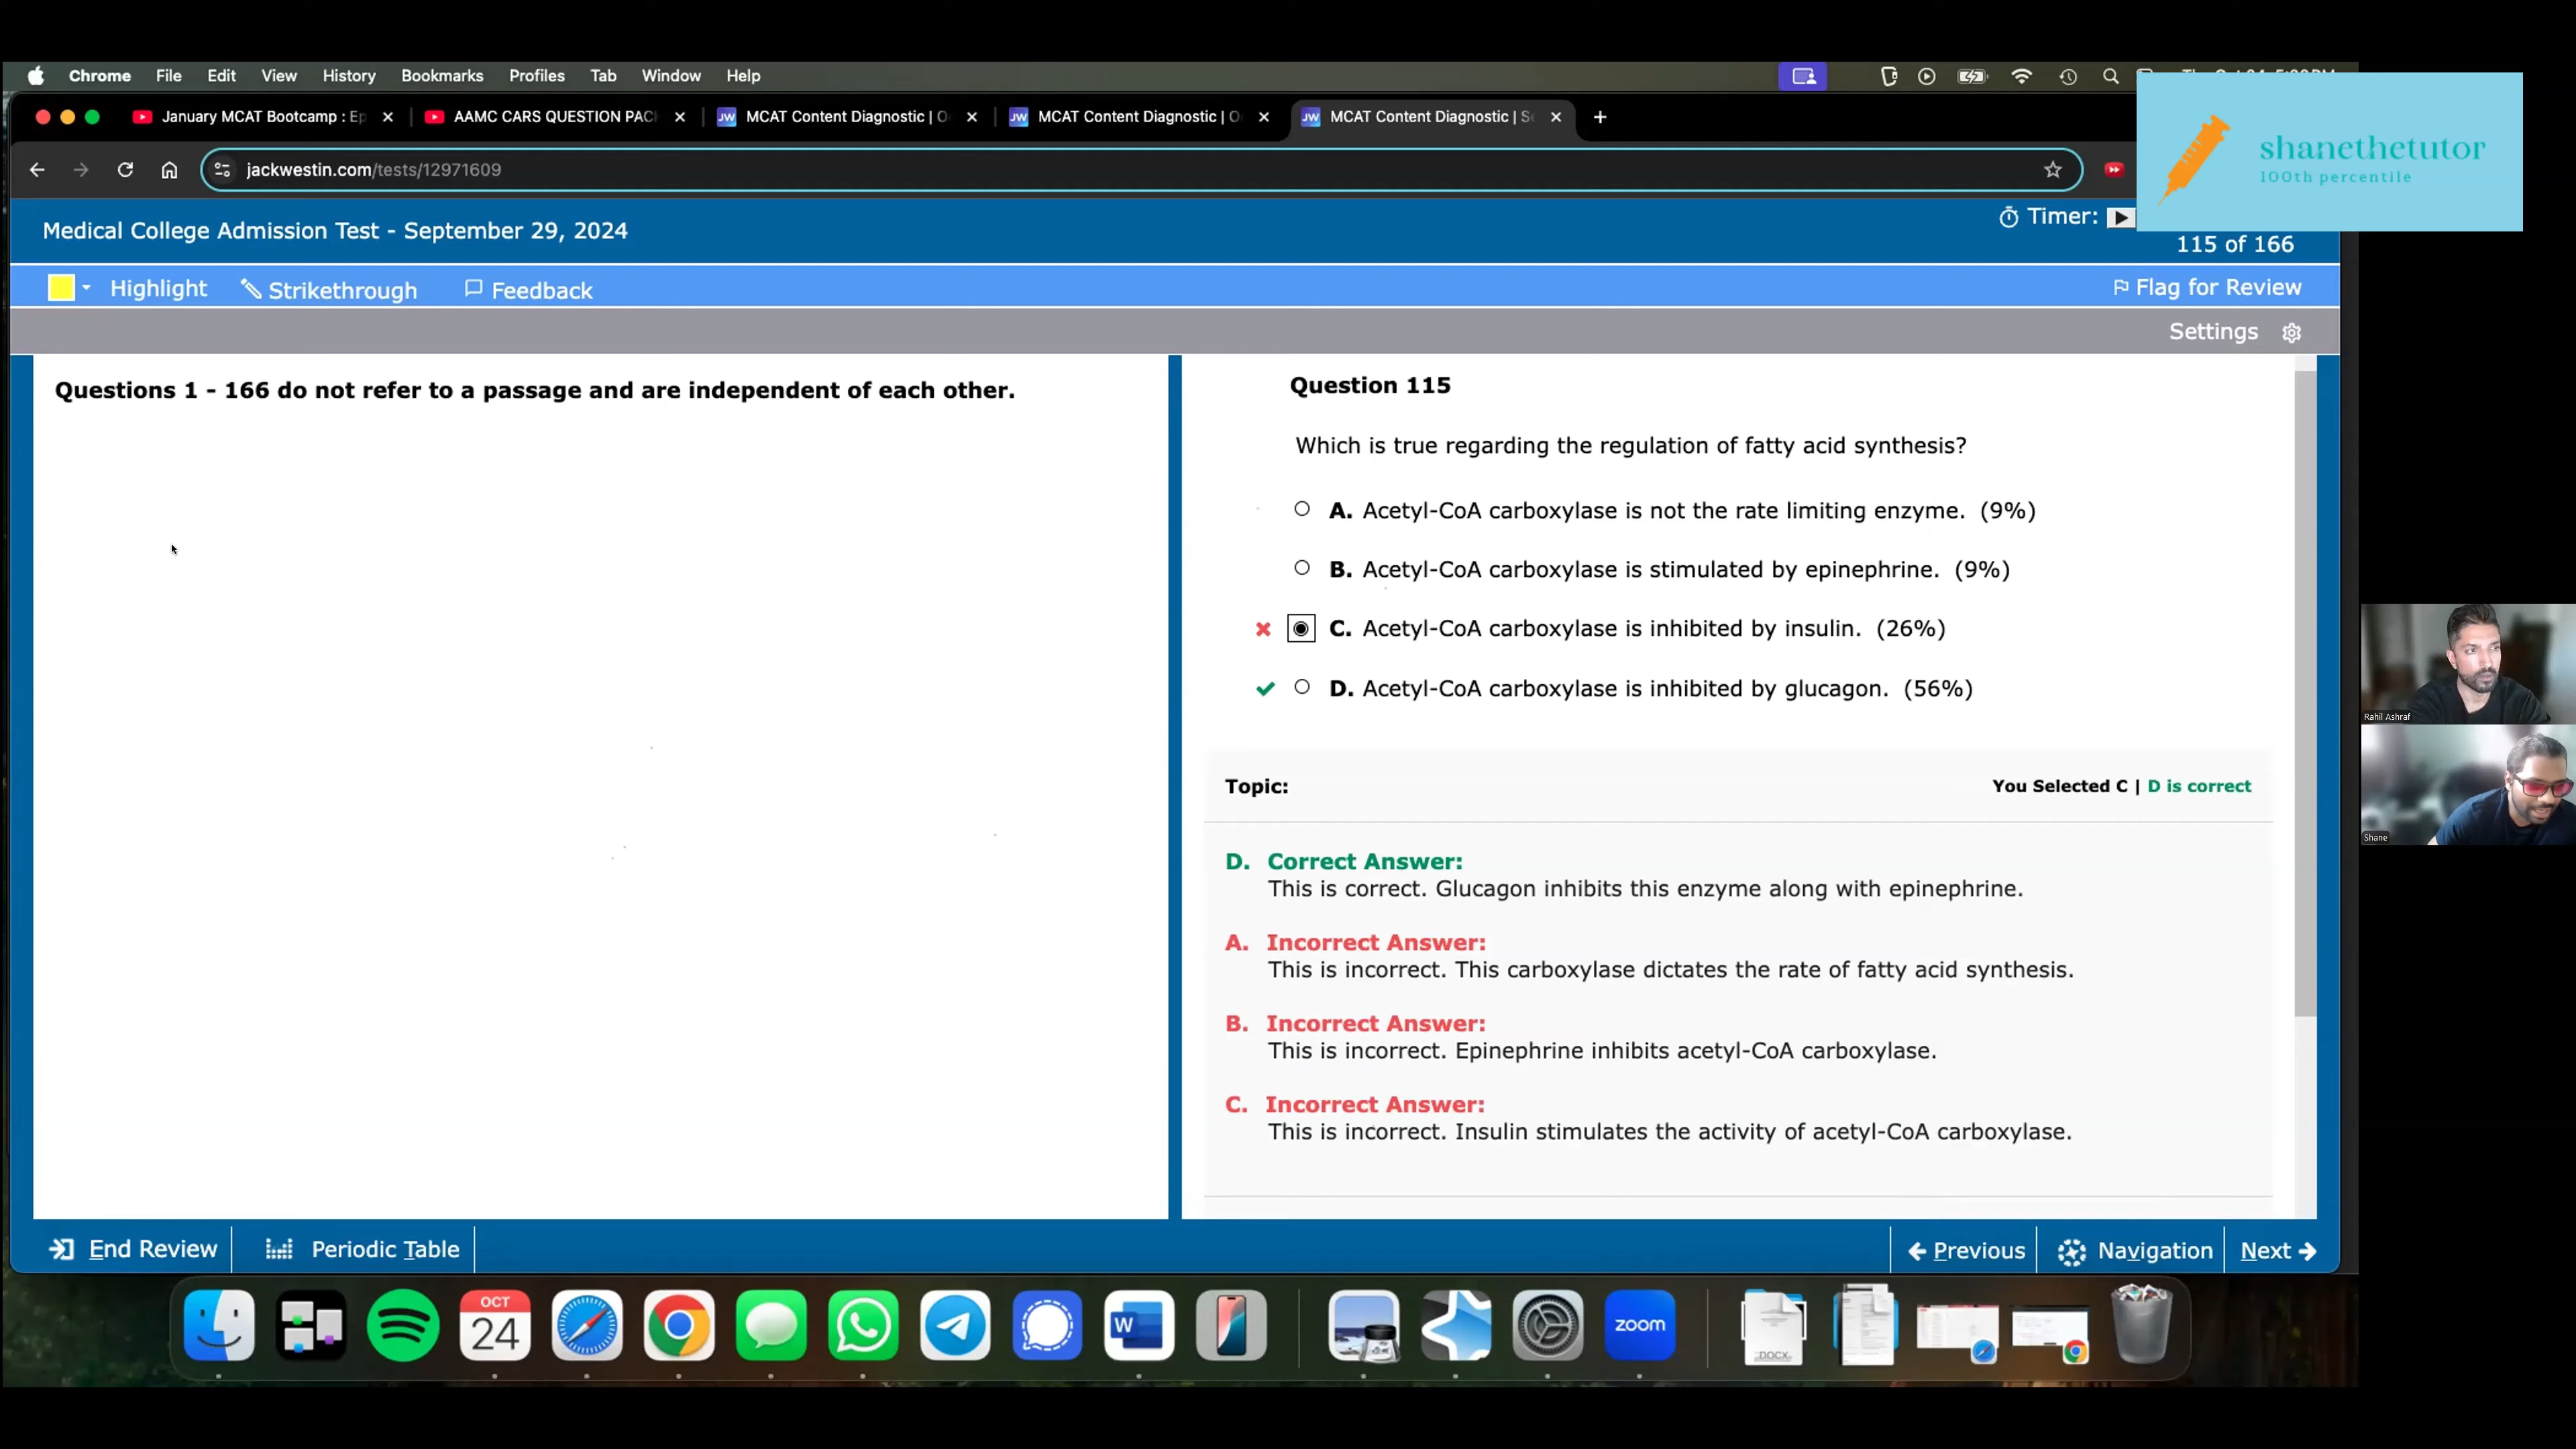 Chrome File Edit View History Bookmarks Profiles Tab Window Help
January MCAT Bootcamp : Ep
AAMC CARS QUESTION PAC
MCAT Content Diagnostic | O
MCAT Content Diagnostic | O
MCAT Content Diagnostic | Se
jackwestin.com/tests/12971609
shanethetutor
100th percentile
Medical College Admission Test - September 29, 2024
Timer:
115 of 166
Highlight Strikethrough Feedback
Flag for Review
Settings
Questions 1 - 166 do not refer to a passage and are independent of each other.
Question 115
Which is true regarding the regulation of fatty acid synthesis?
A. Acetyl-CoA carboxylase is not the rate limiting enzyme. (9%)
B. Acetyl-CoA carboxylase is stimulated by epinephrine. (9%)
C. Acetyl-CoA carboxylase is inhibited by insulin. (26%)
D. Acetyl-CoA carboxylase is inhibited by glucagon. (56%)
Topic:
You Selected C | D is correct
D. Correct Answer:
This is correct. Glucagon inhibits this enzyme along with epinephrine.
A. Incorrect Answer:
This is incorrect. This carboxylase dictates the rate of fatty acid synthesis.
B. Incorrect Answer:
This is incorrect. Epinephrine inhibits acetyl-CoA carboxylase.
C. Incorrect Answer:
This is incorrect. Insulin stimulates the activity of acetyl-CoA carboxylase.
Rahil Ashraf
Shane
End Review
Periodic Table
Previous
Navigation
Next
OCT
24
W
zoom
DOCX